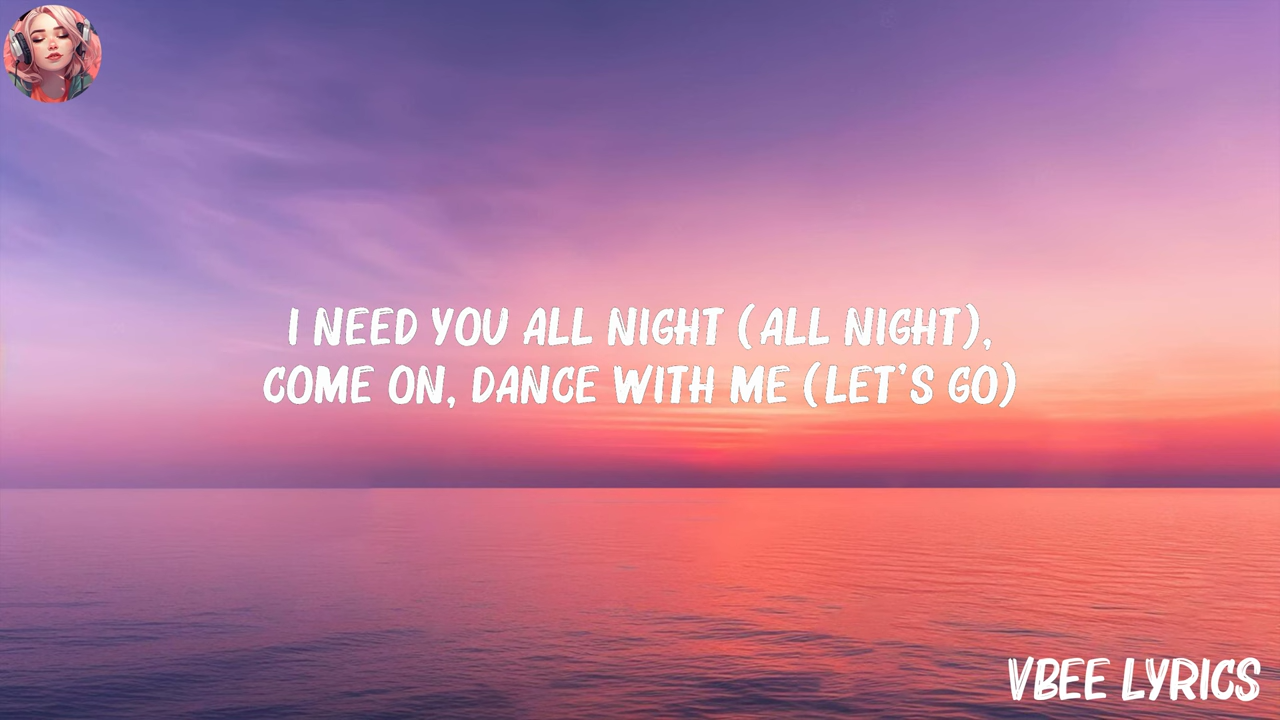 I NEED YOU ALL NIGHT (ALL NIGHT),
COME ON, DANCE WITH ME (LET'S GO)
VBEE LYRICS